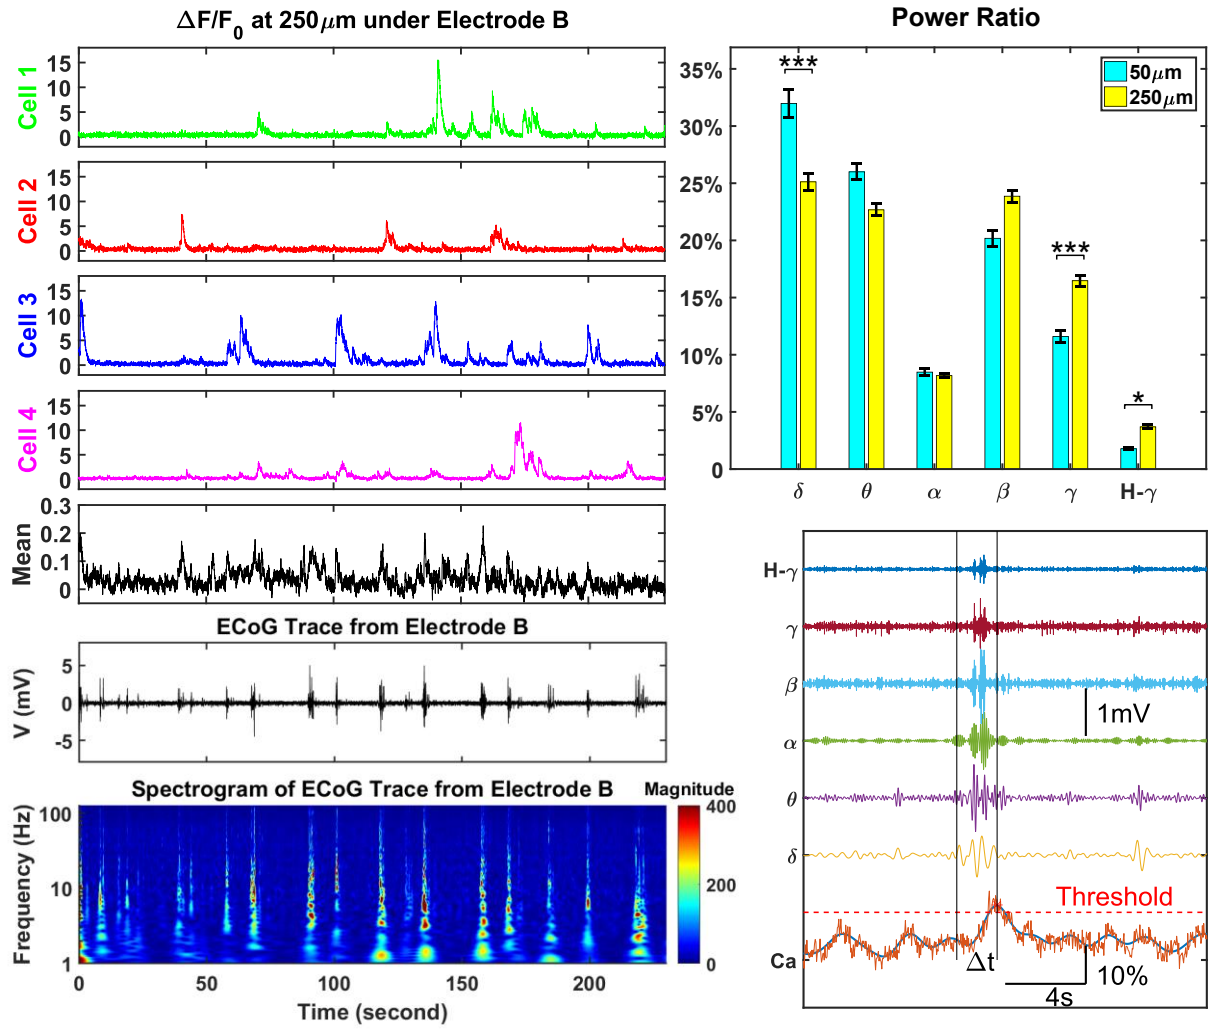 ΔF/F0 at 250μm under Electrode B
Cell 1
15
10
5
0
Cell 2
15
10
5
0
Cell 3
15
10
5
0
Cell 4
15
10
5
0
Mean
0.3
0.2
0.1
0
ECoG Trace from Electrode B
V (mV)
5
0
-5
Spectrogram of ECoG Trace from Electrode B
Magnitude
400
200
0
Frequency (Hz)
100
10
1
0 50 100 150 200
Time (second)
Power Ratio
35%
30%
25%
20%
15%
10%
5%
0
50μm
250μm
***
***
*
δ θ α β γ H-γ
H-γ
γ
β
1mV
α
θ
δ
Threshold
Ca
Δt
10%
4s